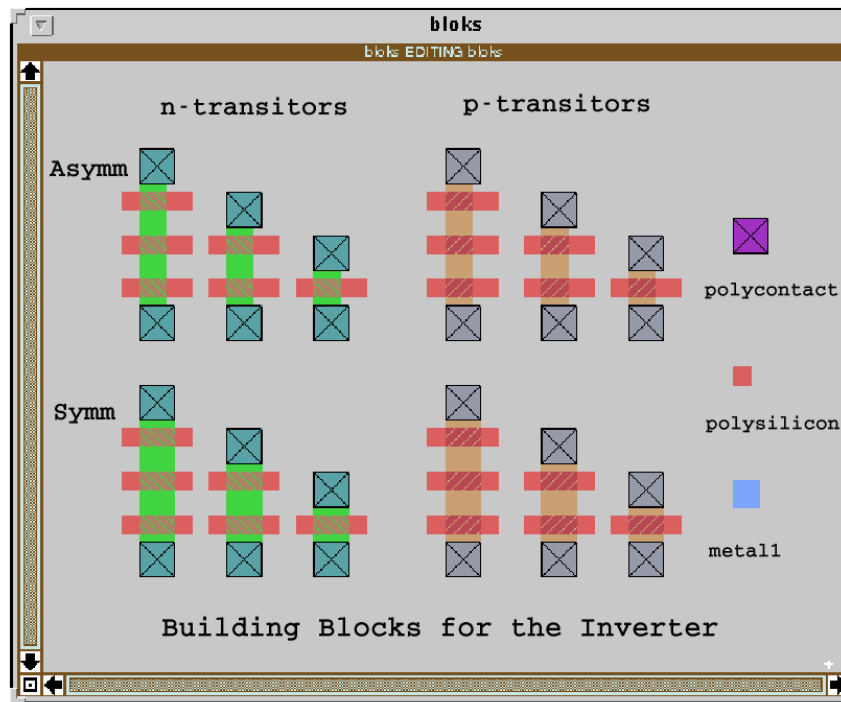 bloks
bloks EDITING bloks
n-transitors
p-transitors
Asymm
polycontact
Symm
polysilicon
metal1
Building Blocks for the Inverter